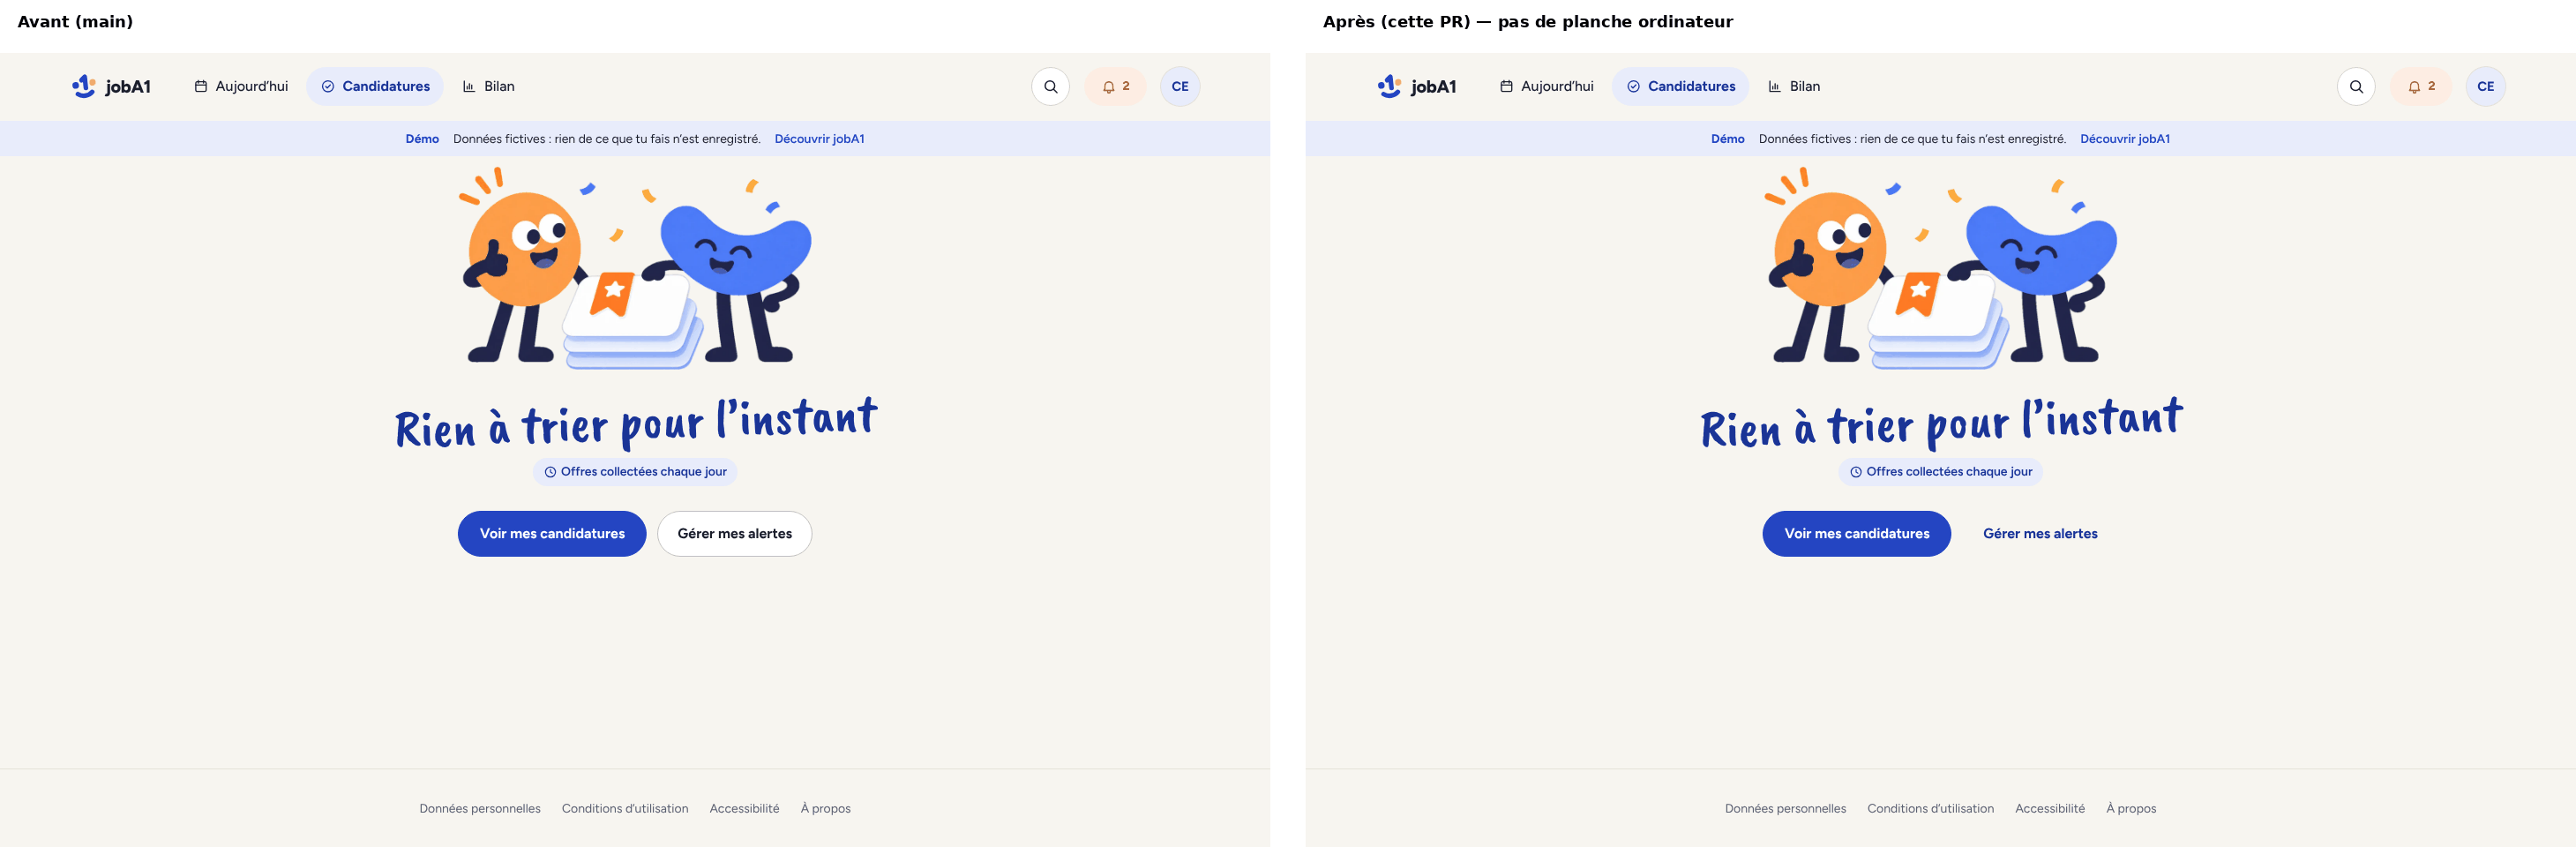 Avant (main)
jobA1 Aujourd'hui Candidatures Bilan 2 CE
Démo Données fictives : rien de ce que tu fais n'est enregistré. Découvrir jobA1
Rien à trier pour l'instant
Offres collectées chaque jour
Voir mes candidatures Gérer mes alertes
Données personnelles Conditions d'utilisation Accessibilité À propos
Après (cette PR) — pas de planche ordinateur
jobA1 Aujourd'hui Candidatures Bilan 2 CE
Démo Données fictives : rien de ce que tu fais n'est enregistré. Découvrir jobA1
Rien à trier pour l'instant
Offres collectées chaque jour
Voir mes candidatures Gérer mes alertes
Données personnelles Conditions d'utilisation Accessibilité À propos